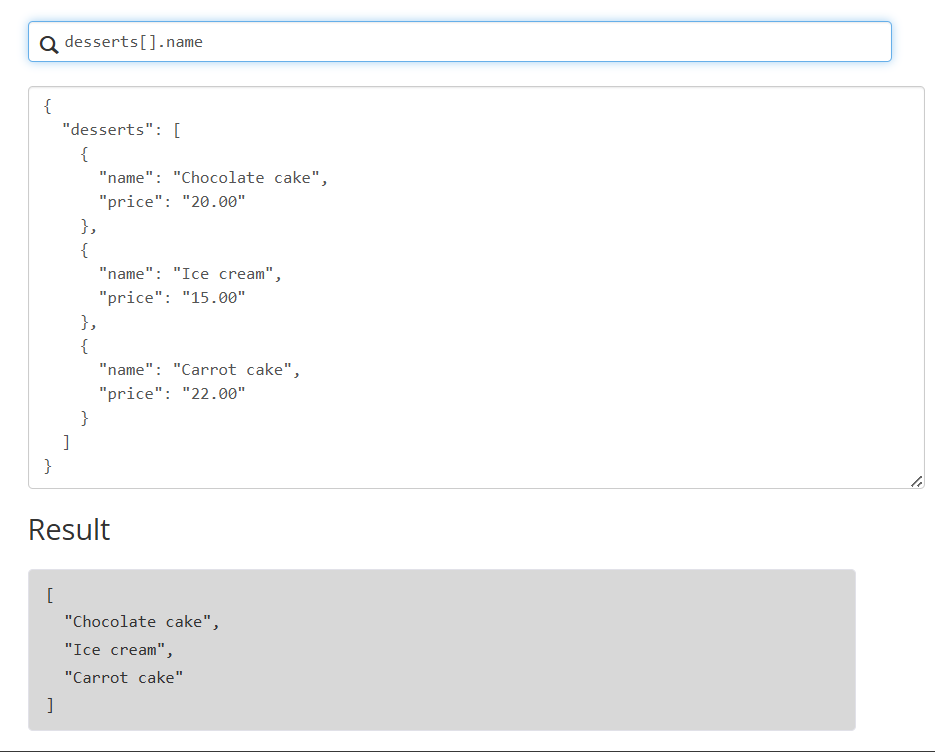 desserts[].name
{
  "desserts": [
    {
      "name": "Chocolate cake",
      "price": "20.00"
    },
    {
      "name": "Ice cream",
      "price": "15.00"
    },
    {
      "name": "Carrot cake",
      "price": "22.00"
    }
  ]
}
Result
[
  "Chocolate cake",
  "Ice cream",
  "Carrot cake"
]